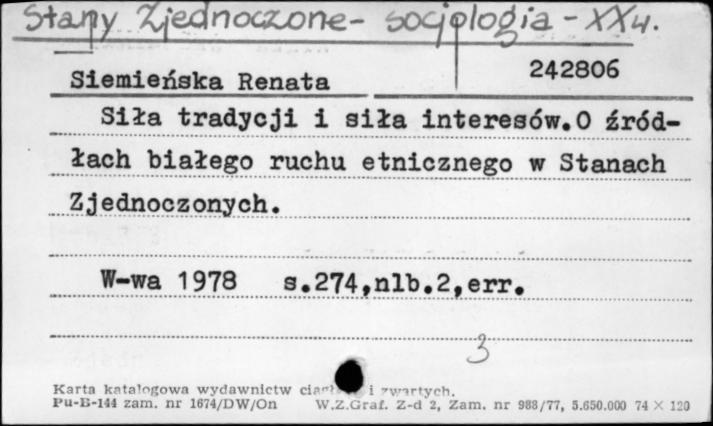 Stany Zjednoczone - socjologia - XXw.
Siemieńska Renata
242806
Siła tradycji i siła interesów.O źród-
łach białego ruchu etnicznego w Stanach
Zjednoczonych.
W-wa 1978 s.274,nlb.2,err.
3
Karta katalogowa wydawnictw i zwartych.
Pu-B-144 zam. nr 1674/DW/On W.Z.Graf. Z-d 2, Zam. nr 988/77, 5.650.000 74 × 120